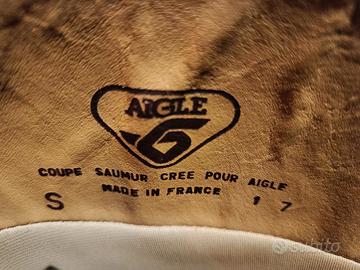 AIGLE
COUPE SAUMUR CREE POUR AIGLE
MADE IN FRANCE
S 17
subito